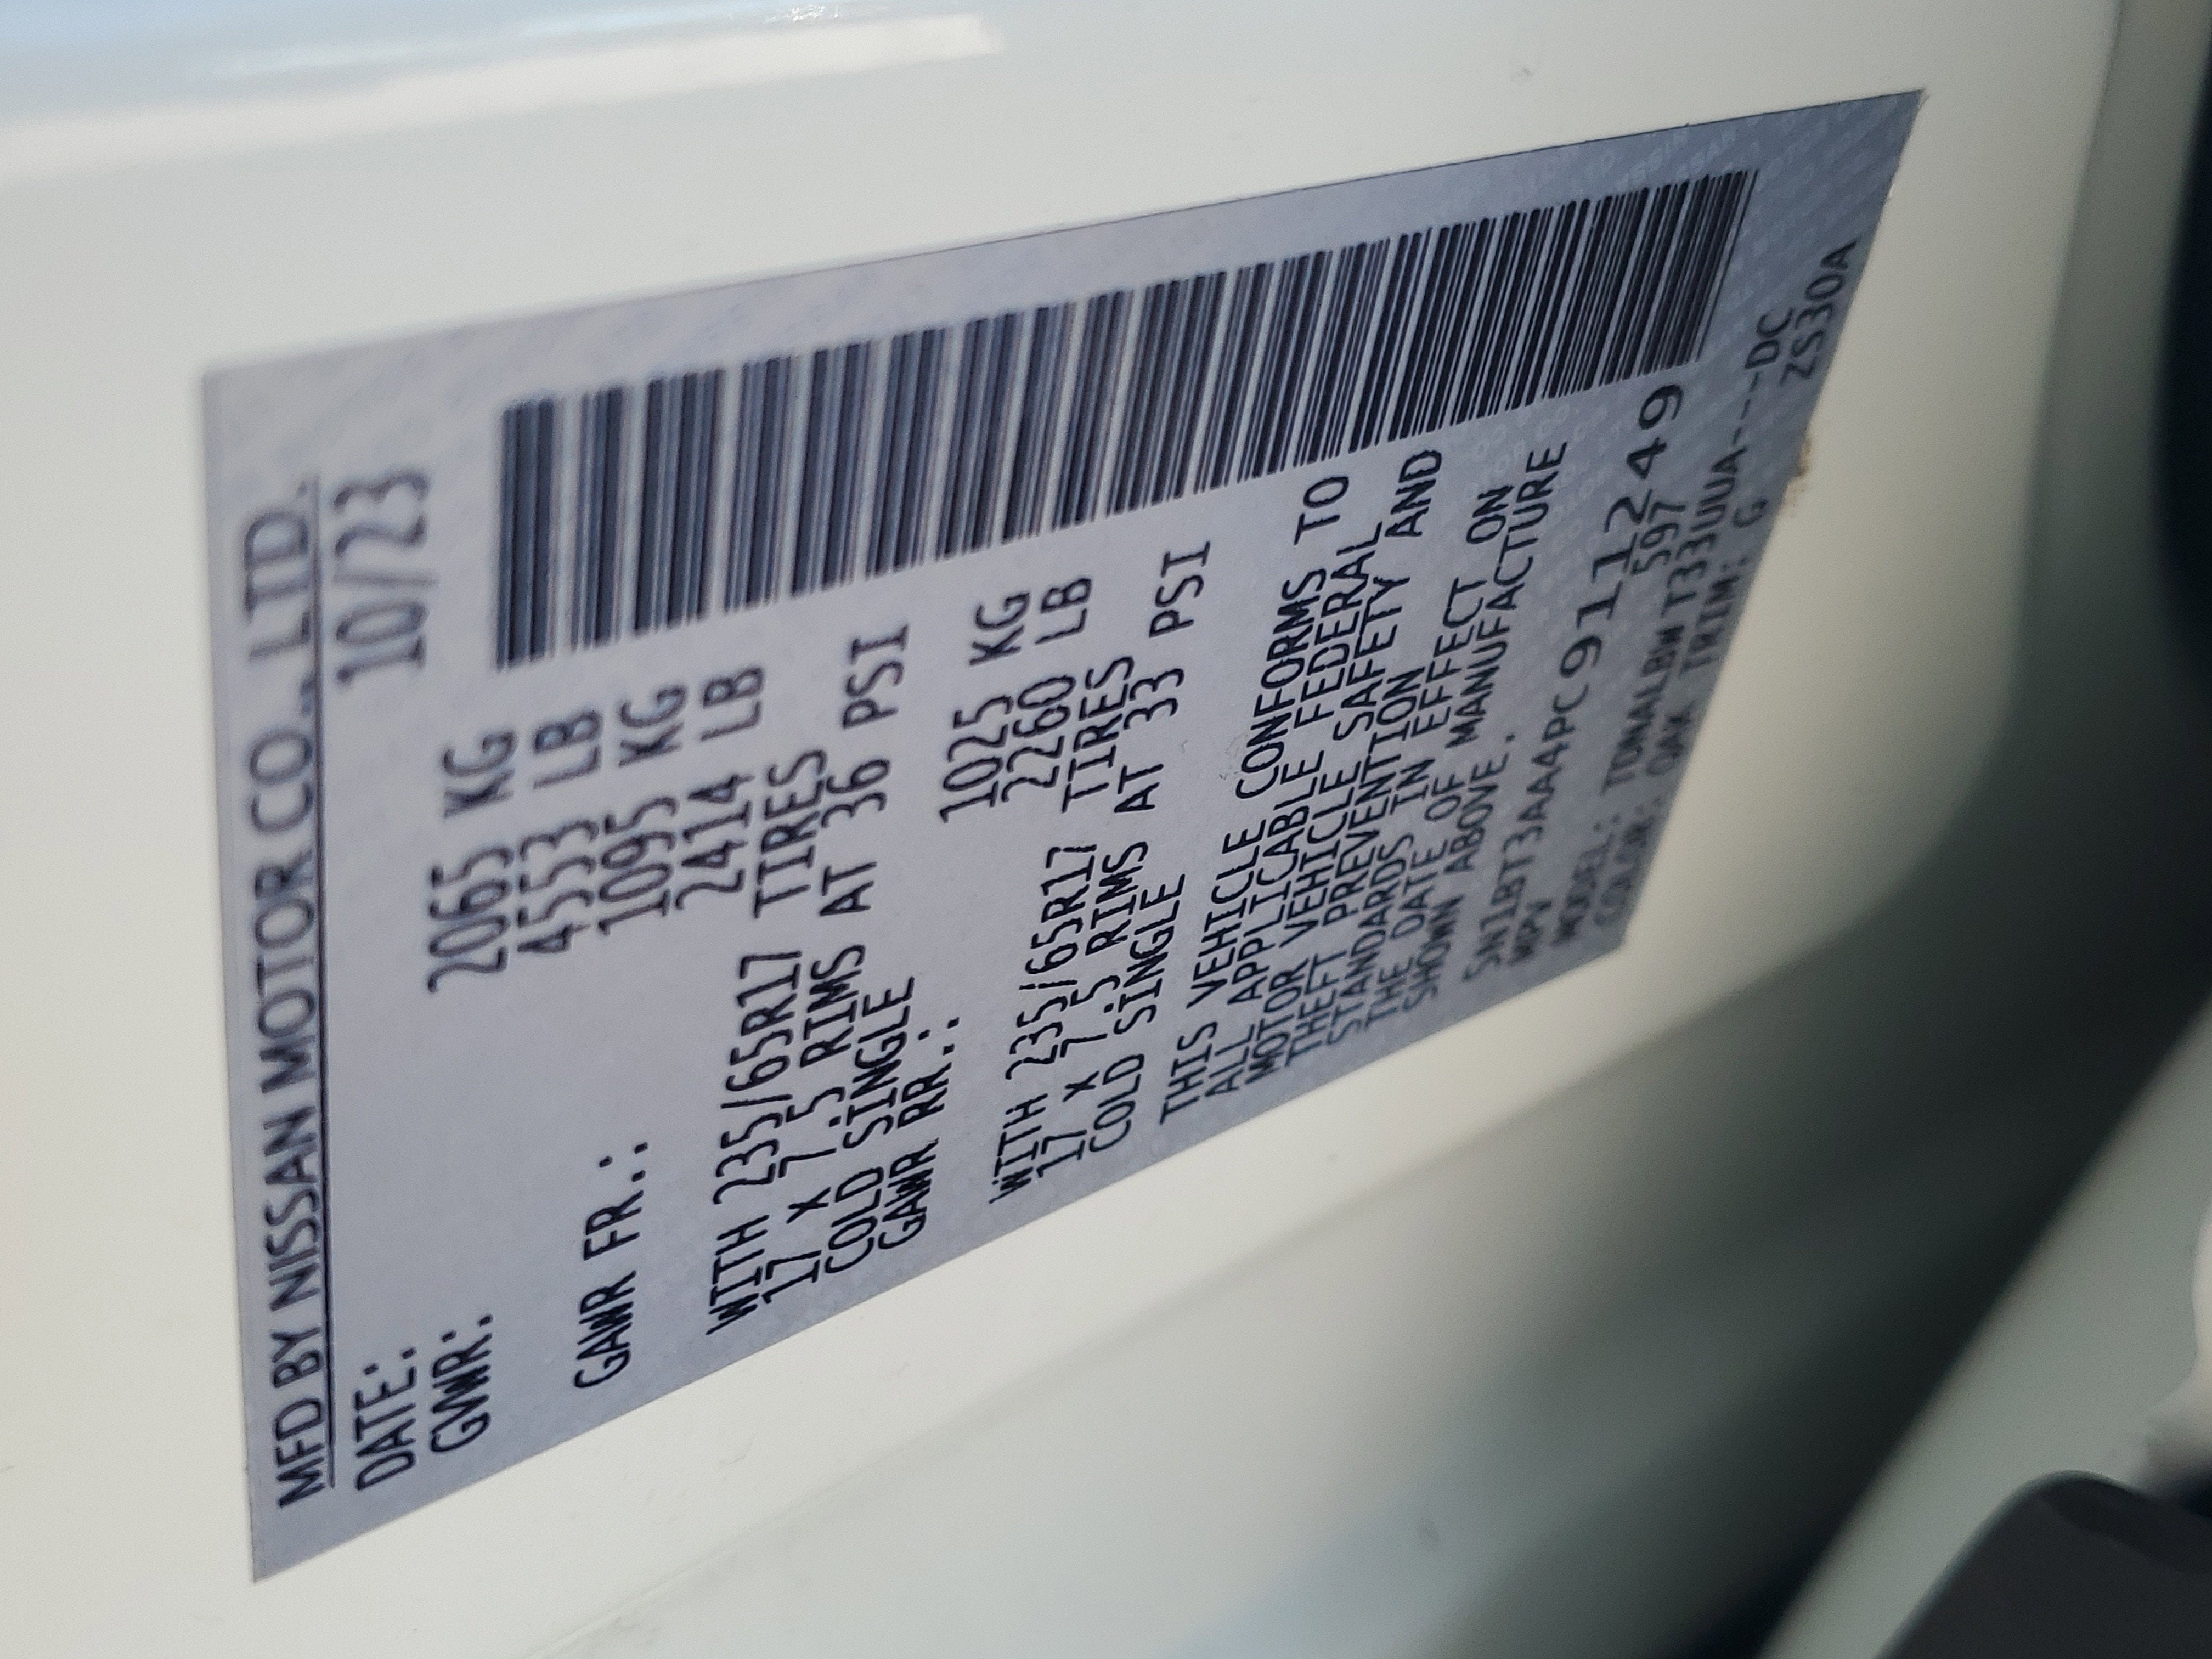 MFD BY NISSAN MOTOR CO., LTD.
DATE: 10/23
GVWR: 2065 KG
4553 LB
GAWR FR.: 1095 KG
2414 LB
WITH 235/65R17 TIRES
17 x 7.5 RIMS AT 36 PSI
COLD SINGLE
GAWR RR.: 1025 KG
2260 LB
WITH 235/65R17 TIRES
17 x 7.5 RIMS AT 33 PSI
COLD SINGLE
THIS VEHICLE CONFORMS TO
ALL APPLICABLE FEDERAL
MOTOR VEHICLE SAFETY AND
THEFT PREVENTION
STANDARDS IN EFFECT ON
THE DATE OF MANUFACTURE
SHOWN ABOVE.
5N1BT3AA4PC911249
MPV 597
MODEL: TDNALBWT33UUA---DC
COLOR: QAK TRIM: G ZS30A